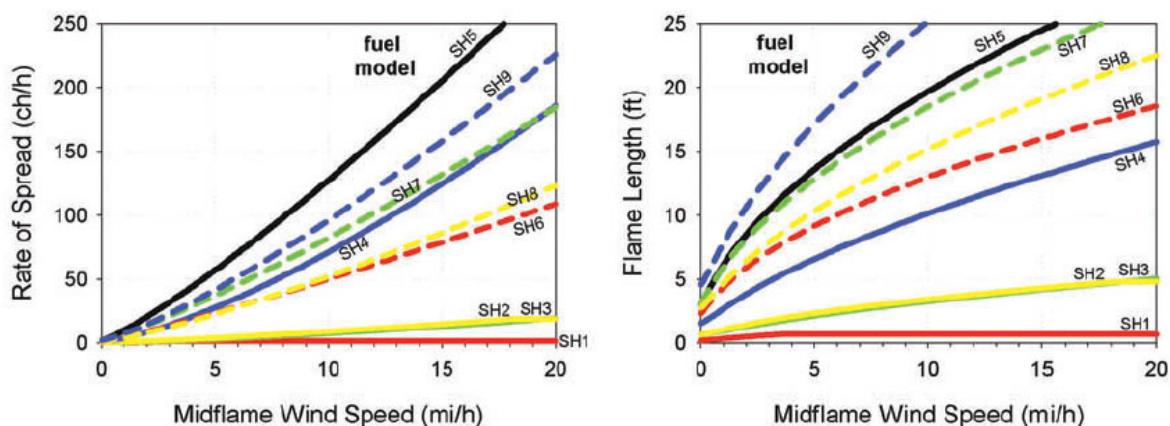 250
200
150
100
50
0
Rate of Spread (ch/h)
fuel
model
SH5
SH9
SH7
SH4
SH8
SH6
SH2 SH3
SH1
0 5 10 15 20
Midflame Wind Speed (mi/h)
25
20
15
10
5
0
Flame Length (ft)
fuel
model
SH9
SH5
SH7
SH8
SH6
SH4
SH2 SH3
SH1
0 5 10 15 20
Midflame Wind Speed (mi/h)